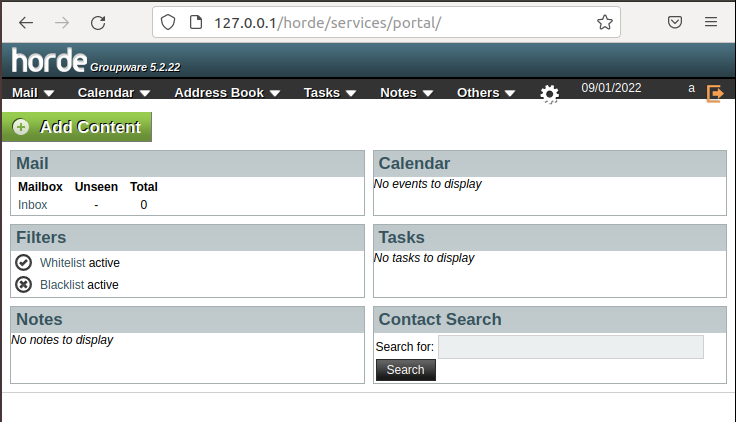 127.0.0.1/horde/services/portal/
horde Groupware 5.2.22
Mail Calendar Address Book Tasks Notes Others 09/01/2022 a
Add Content
Mail
Mailbox Unseen Total
Inbox - 0
Calendar
No events to display
Filters
Whitelist active
Blacklist active
Tasks
No tasks to display
Notes
No notes to display
Contact Search
Search for:
Search